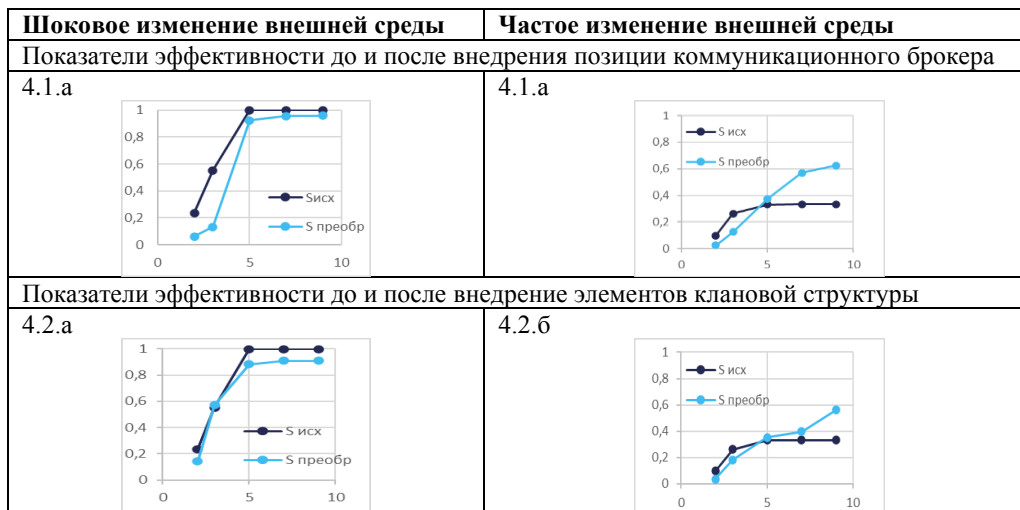 Шоковое изменение внешней среды
Частое изменение внешней среды
Показатели эффективности до и после внедрения позиции коммуникационного брокера
4.1.а
1
0,8
0,6
0,4
0,2
0
0 5 10
Sисх
S преобр
4.1.а
1
0,8
0,6
0,4
0,2
0
0 5 10
S исх
S преобр
Показатели эффективности до и после внедрение элементов клановой структуры
4.2.а
1
0,8
0,6
0,4
0,2
0
0 5 10
S исх
S преобр
4.2.б
1
0,8
0,6
0,4
0,2
0
0 5 10
S исх
S преобр